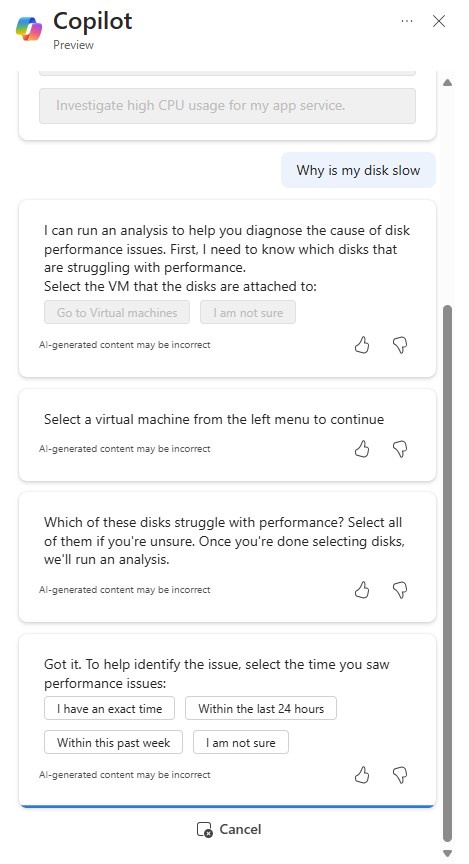 Copilot
Preview
Investigate high CPU usage for my app service.
Why is my disk slow
I can run an analysis to help you diagnose the cause of disk
performance issues. First, I need to know which disks that
are struggling with performance.
Select the VM that the disks are attached to:
Go to Virtual machines
I am not sure
AI-generated content may be incorrect
Select a virtual machine from the left menu to continue
AI-generated content may be incorrect
Which of these disks struggle with performance? Select all
of them if you're unsure. Once you're done selecting disks,
we'll run an analysis.
AI-generated content may be incorrect
Got it. To help identify the issue, select the time you saw
performance issues:
I have an exact time
Within the last 24 hours
Within this past week
I am not sure
AI-generated content may be incorrect
Cancel